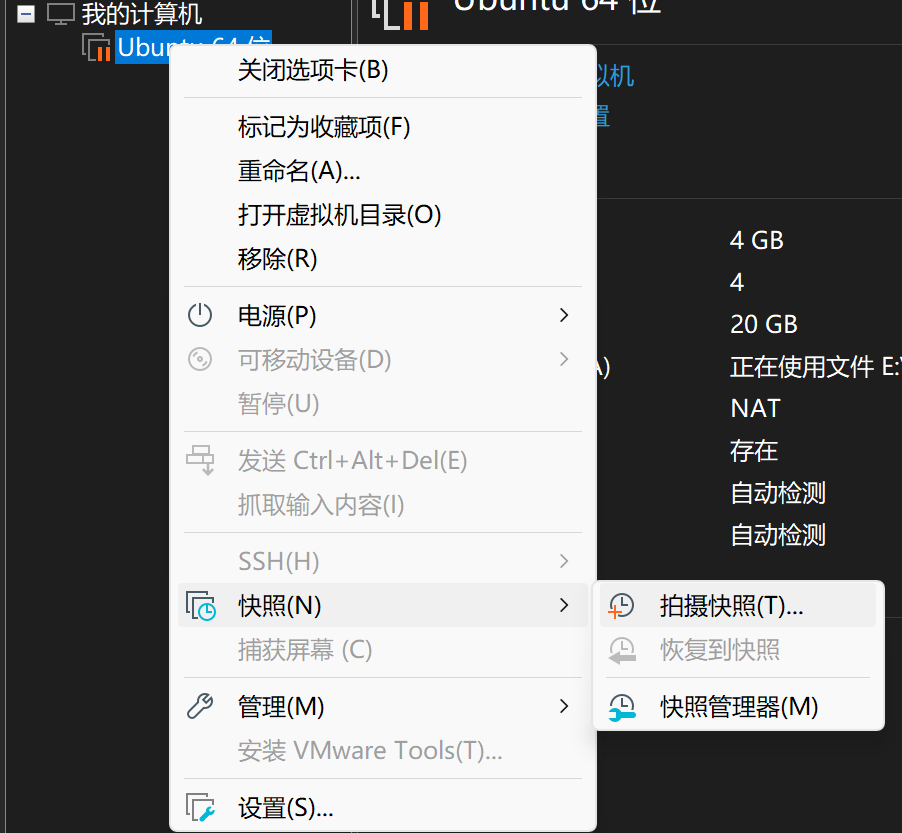 我的计算机
Ubuntu 64 位
Ubuntu 64 位
关闭选项卡(B)
标记为收藏项(F)
重命名(A)...
打开虚拟机目录(O)
移除(R)
电源(P)
可移动设备(D)
暂停(U)
发送 Ctrl+Alt+Del(E)
抓取输入内容(I)
SSH(H)
快照(N)
捕获屏幕 (C)
管理(M)
安装 VMware Tools(T)...
设置(S)...
拟机
置
4 GB
4
20 GB
正在使用文件 E:
NAT
存在
自动检测
自动检测
拍摄快照(T)...
恢复到快照
快照管理器(M)